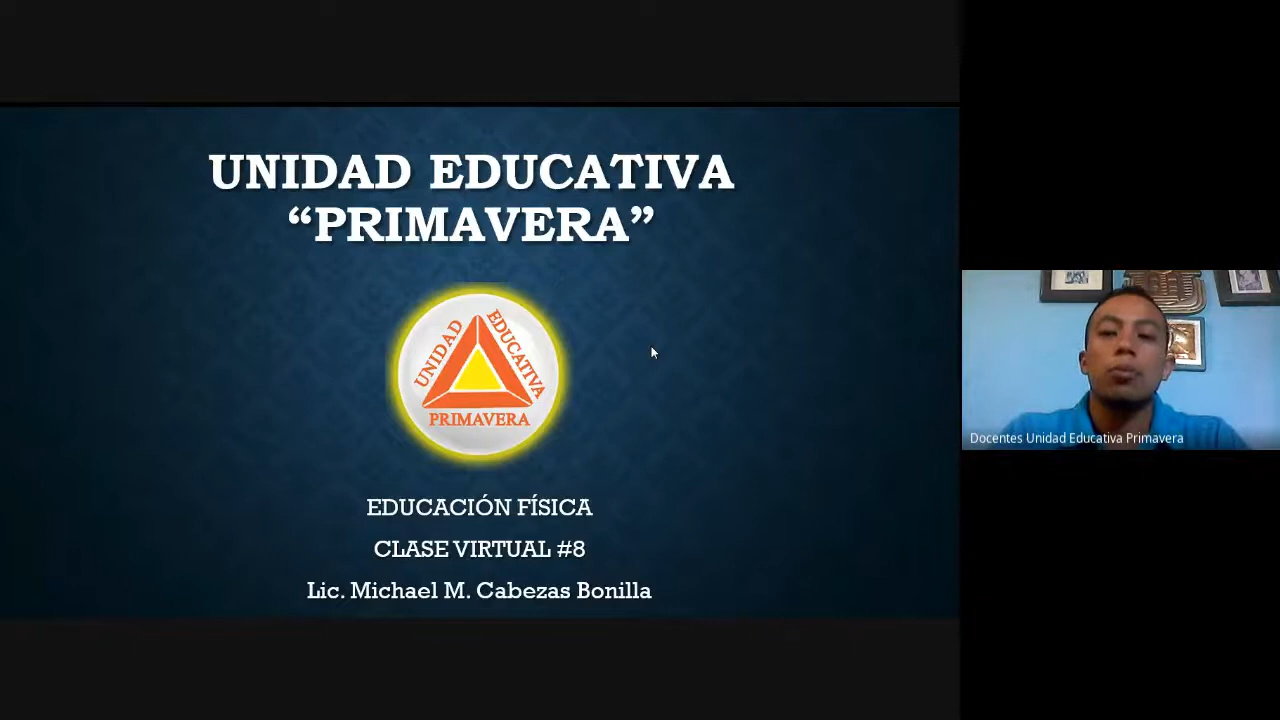 UNIDAD EDUCATIVA
“PRIMAVERA”
UNIDAD
EDUCATIVA
PRIMAVERA
EDUCACIÓN FÍSICA
CLASE VIRTUAL #8
Lic. Michael M. Cabezas Bonilla
Docentes Unidad Educativa Primavera